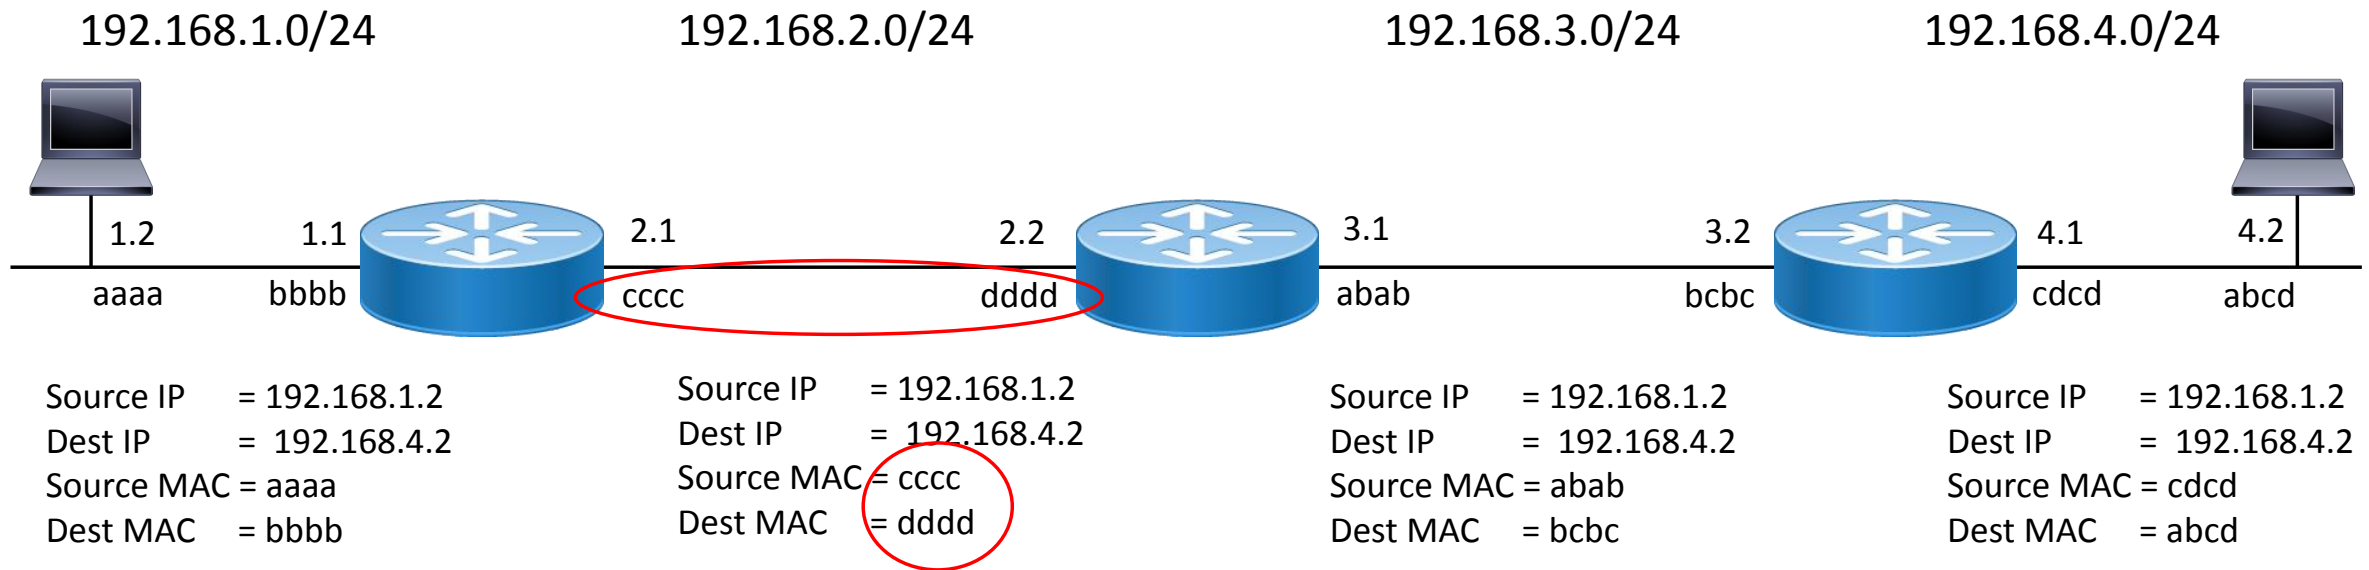 192.168.1.0/24
192.168.2.0/24
192.168.3.0/24
192.168.4.0/24
1.2
1.1
2.1
2.2
3.1
3.2
4.1
4.2
aaaa
bbbb
cccc
dddd
abab
bcbc
cdcd
abcd
Source IP = 192.168.1.2
Dest IP = 192.168.4.2
Source MAC = aaaa
Dest MAC = bbbb
Source IP = 192.168.1.2
Dest IP = 192.168.4.2
Source MAC = cccc
Dest MAC = dddd
Source IP = 192.168.1.2
Dest IP = 192.168.4.2
Source MAC = abab
Dest MAC = bcbc
Source IP = 192.168.1.2
Dest IP = 192.168.4.2
Source MAC = cdcd
Dest MAC = abcd